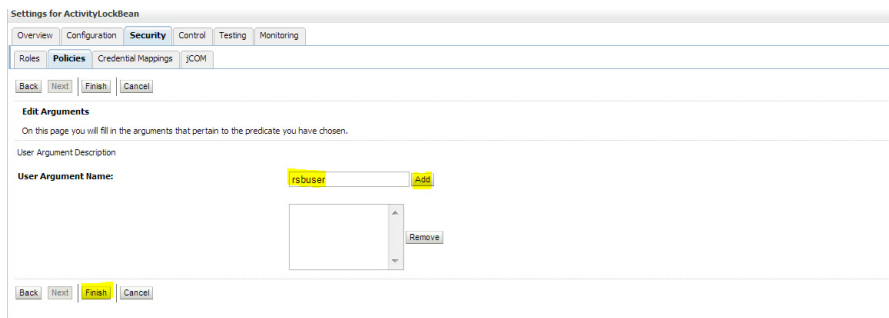 Settings for ActivityLockBean
Overview Configuration Security Control Testing Monitoring
Roles Policies Credential Mappings jCOM
Back Next Finish Cancel
Edit Arguments
On this page you will fill in the arguments that pertain to the predicate you have chosen.
User Argument Description
User Argument Name: rsbuser Add
Remove
Back Next Finish Cancel